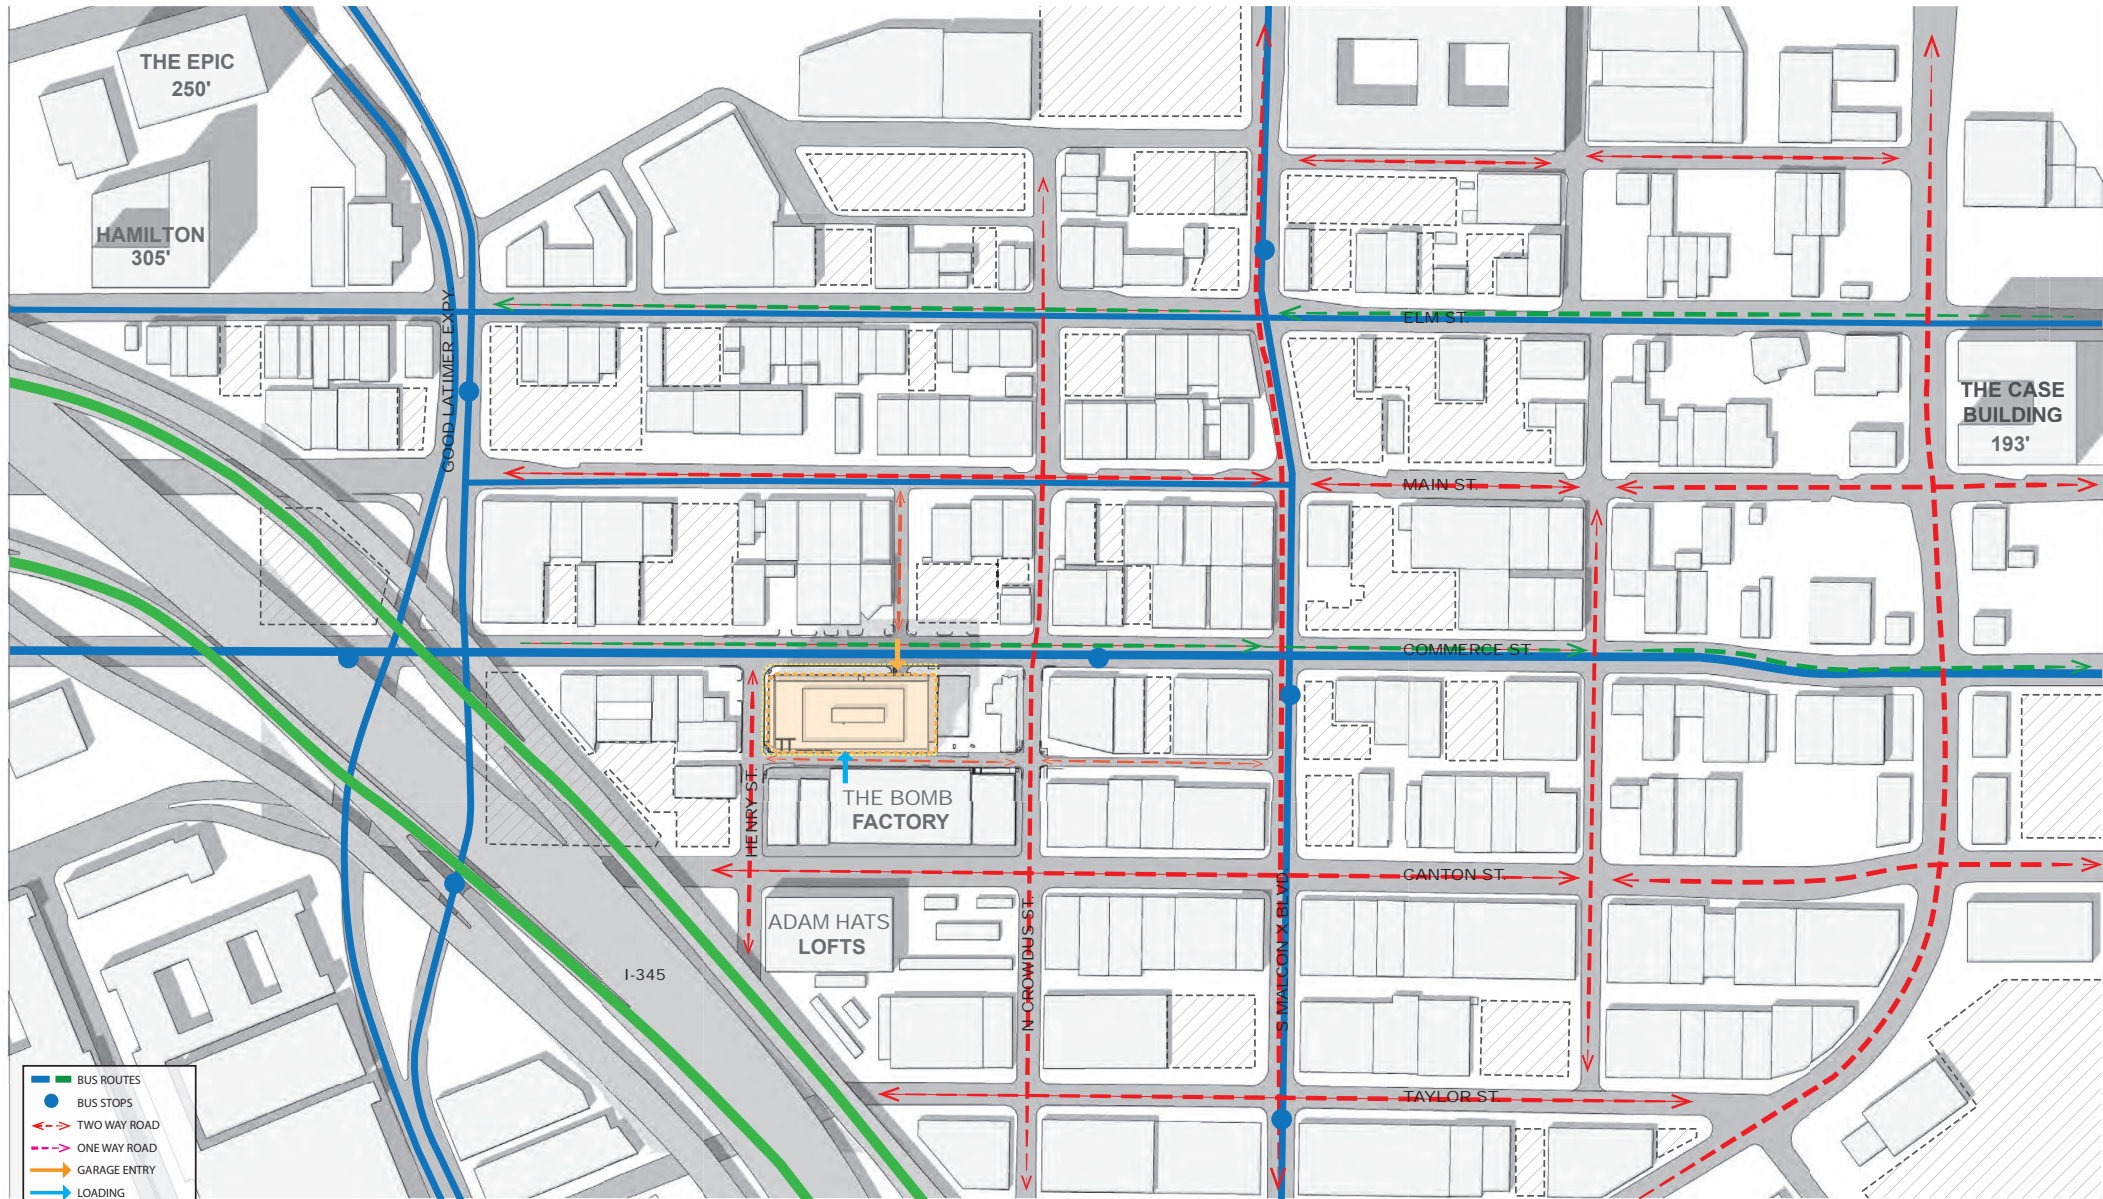 THE EPIC
250'
HAMILTON
305'
GOOD LATIMER EXPY.
ELM ST.
THE CASE
BUILDING
193'
MAIN ST.
COMMERCE ST.
HENRY ST.
THE BOMB
FACTORY
CANTON ST.
ADAM HATS
LOFTS
N CROWDUS ST.
S MALCON X BLVD.
I-345
TAYLOR ST.
BUS ROUTES
BUS STOPS
TWO WAY ROAD
ONE WAY ROAD
GARAGE ENTRY
LOADING